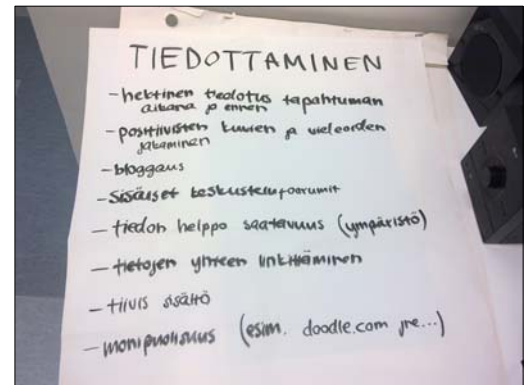 TIEDOTTAMINEN
- hektinen tiedotus tapahtuman
aikana ja ennen
- positiivisten kuvien ja videoiden
jakaminen
- bloggaus
- sisäiset keskustelufoorumit
- tiedon helppo saatavuus (ympäristö)
- tietojen yhteen linkittäminen
- tiivis sisältö
- monipuolisuus (esim. doodle.com jne...)